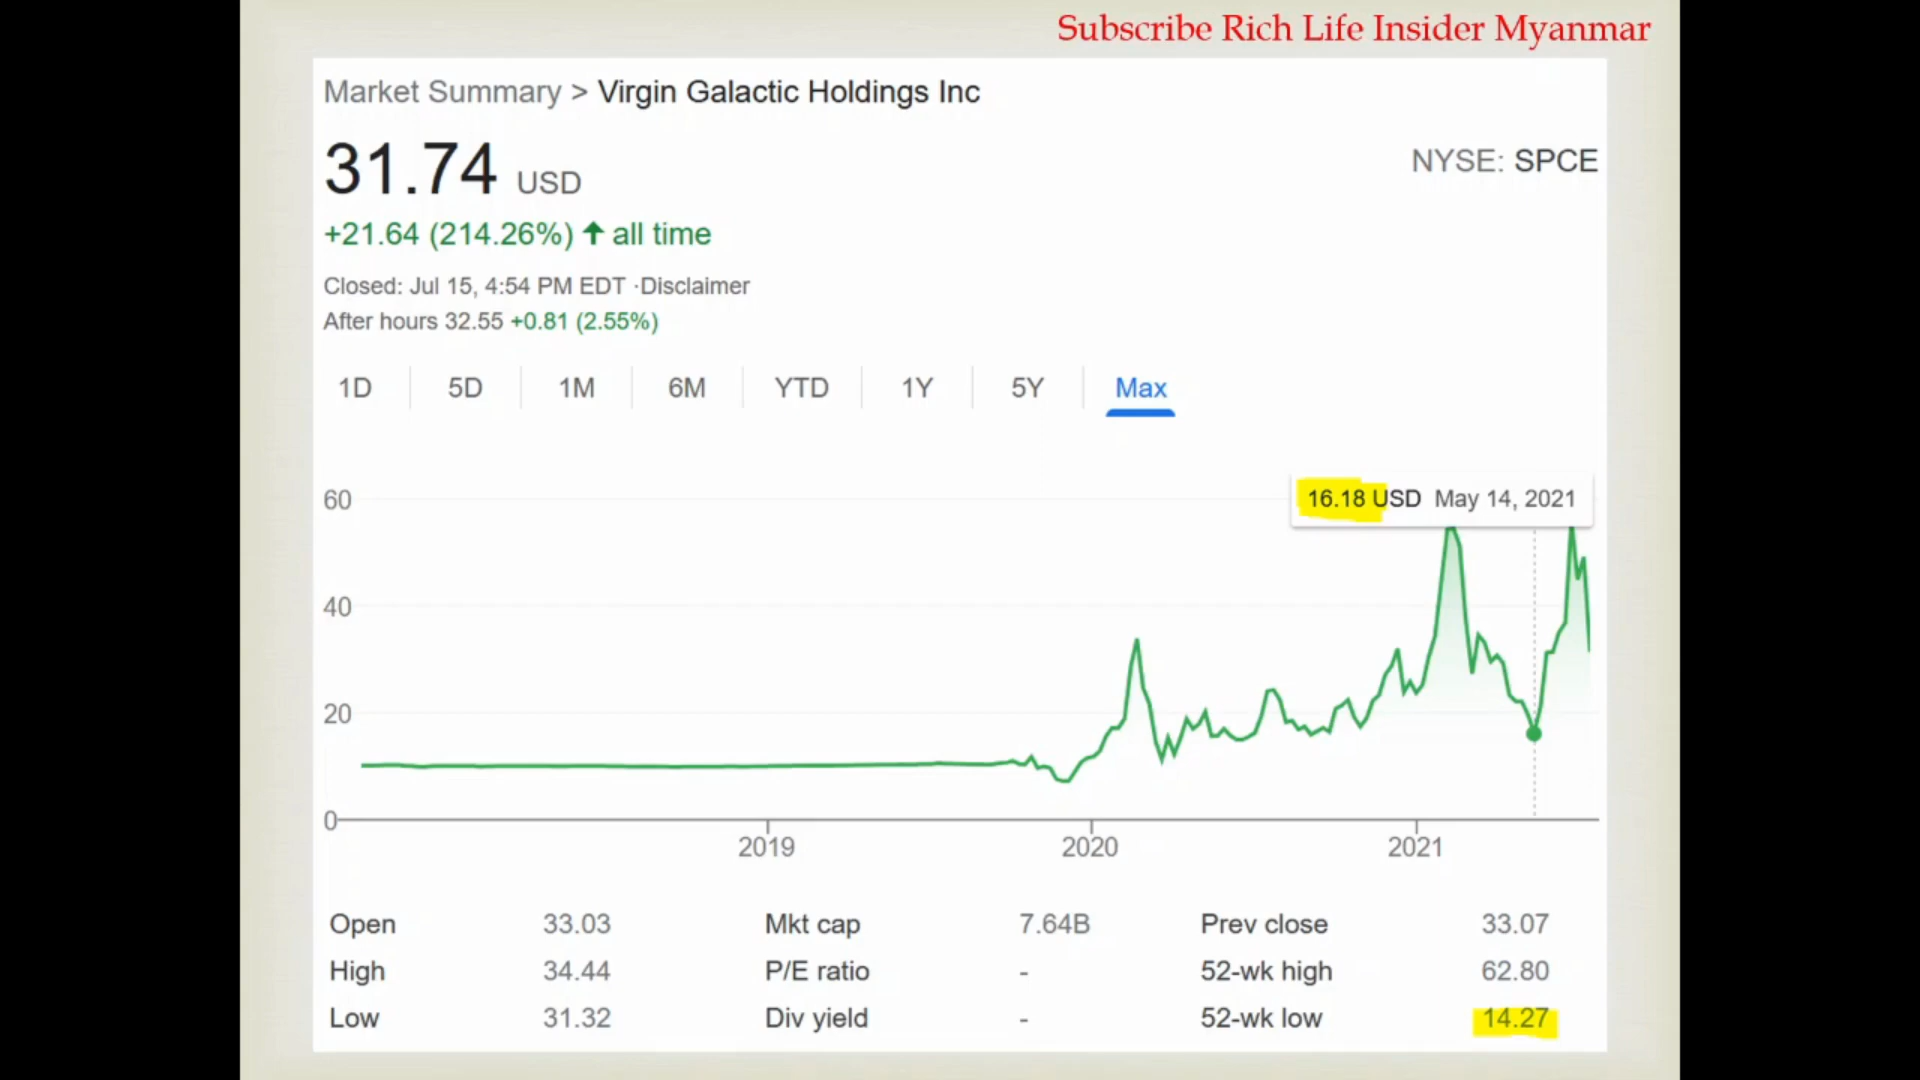 Subscribe Rich Life Insider Myanmar
Market Summary > Virgin Galactic Holdings Inc
31.74 USD
NYSE: SPCE
+21.64 (214.26%) ↑ all time
Closed: Jul 15, 4:54 PM EDT ·Disclaimer
After hours 32.55 +0.81 (2.55%)
1D 5D 1M 6M YTD 1Y 5Y Max
16.18 USD May 14, 2021
60
40
20
0
2019 2020 2021
Open 33.03 Mkt cap 7.64B Prev close 33.07
High 34.44 P/E ratio - 52-wk high 62.80
Low 31.32 Div yield - 52-wk low 14.27